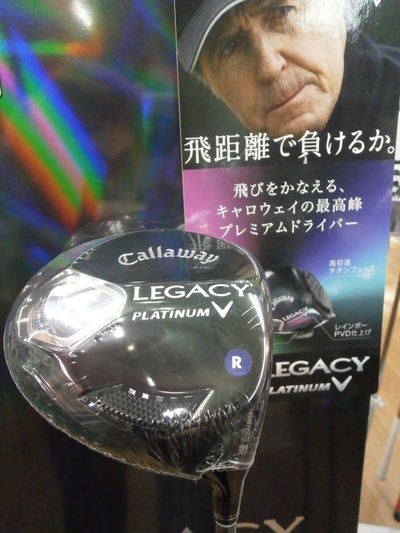 飛距離で負けるか。
飛びをかなえる、
キャロウェイの最高峰
プレミアムドライバー
高初速
チタンフェース
Callaway
レインボー
PVD仕上げ
LEGACY
PLATINUM V
Callaway
LEGACY
PLATINUM V
R